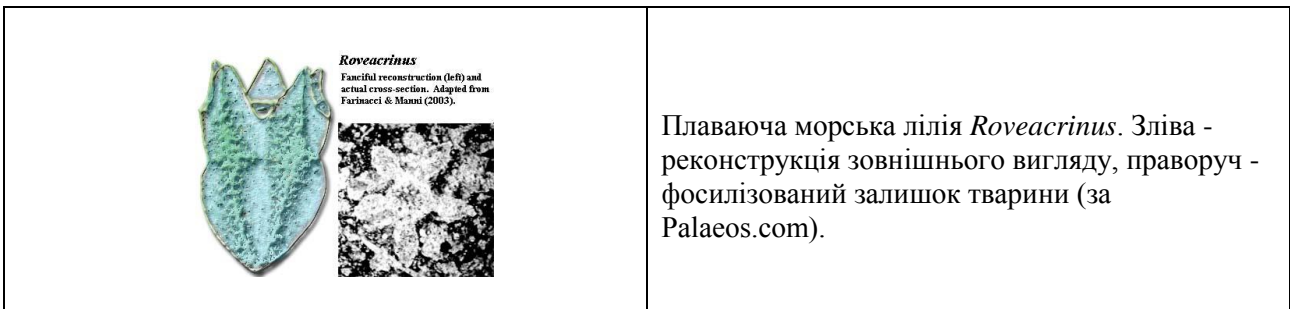 Roveacrinus
Fanciful reconstruction (left) and
actual cross-section. Adapted from
Farinacci & Manni (2003).
Плаваюча морська лілія Roveacrinus. Зліва -
реконструкція зовнішнього вигляду, праворуч -
фосилізований залишок тварини (за
Palaeos.com).